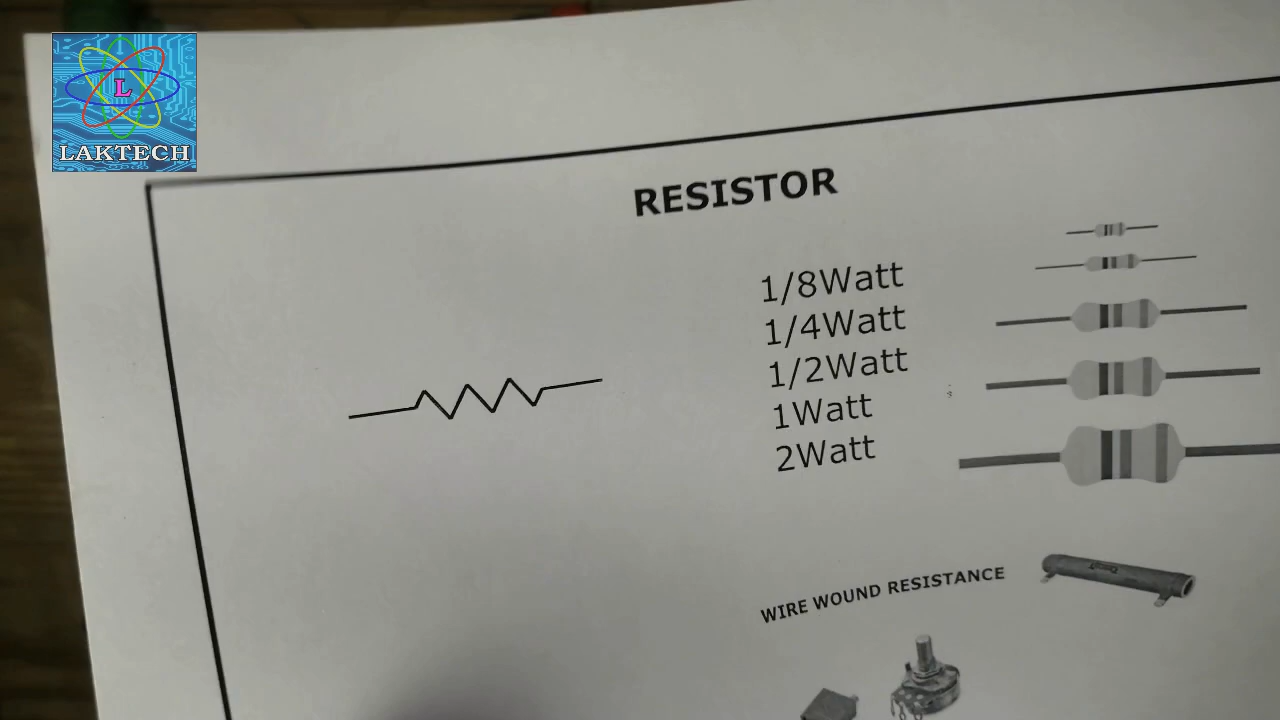 L
LAKTECH
RESISTOR
1/8Watt
1/4Watt
1/2Watt
1Watt
2Watt
WIRE WOUND RESISTANCE